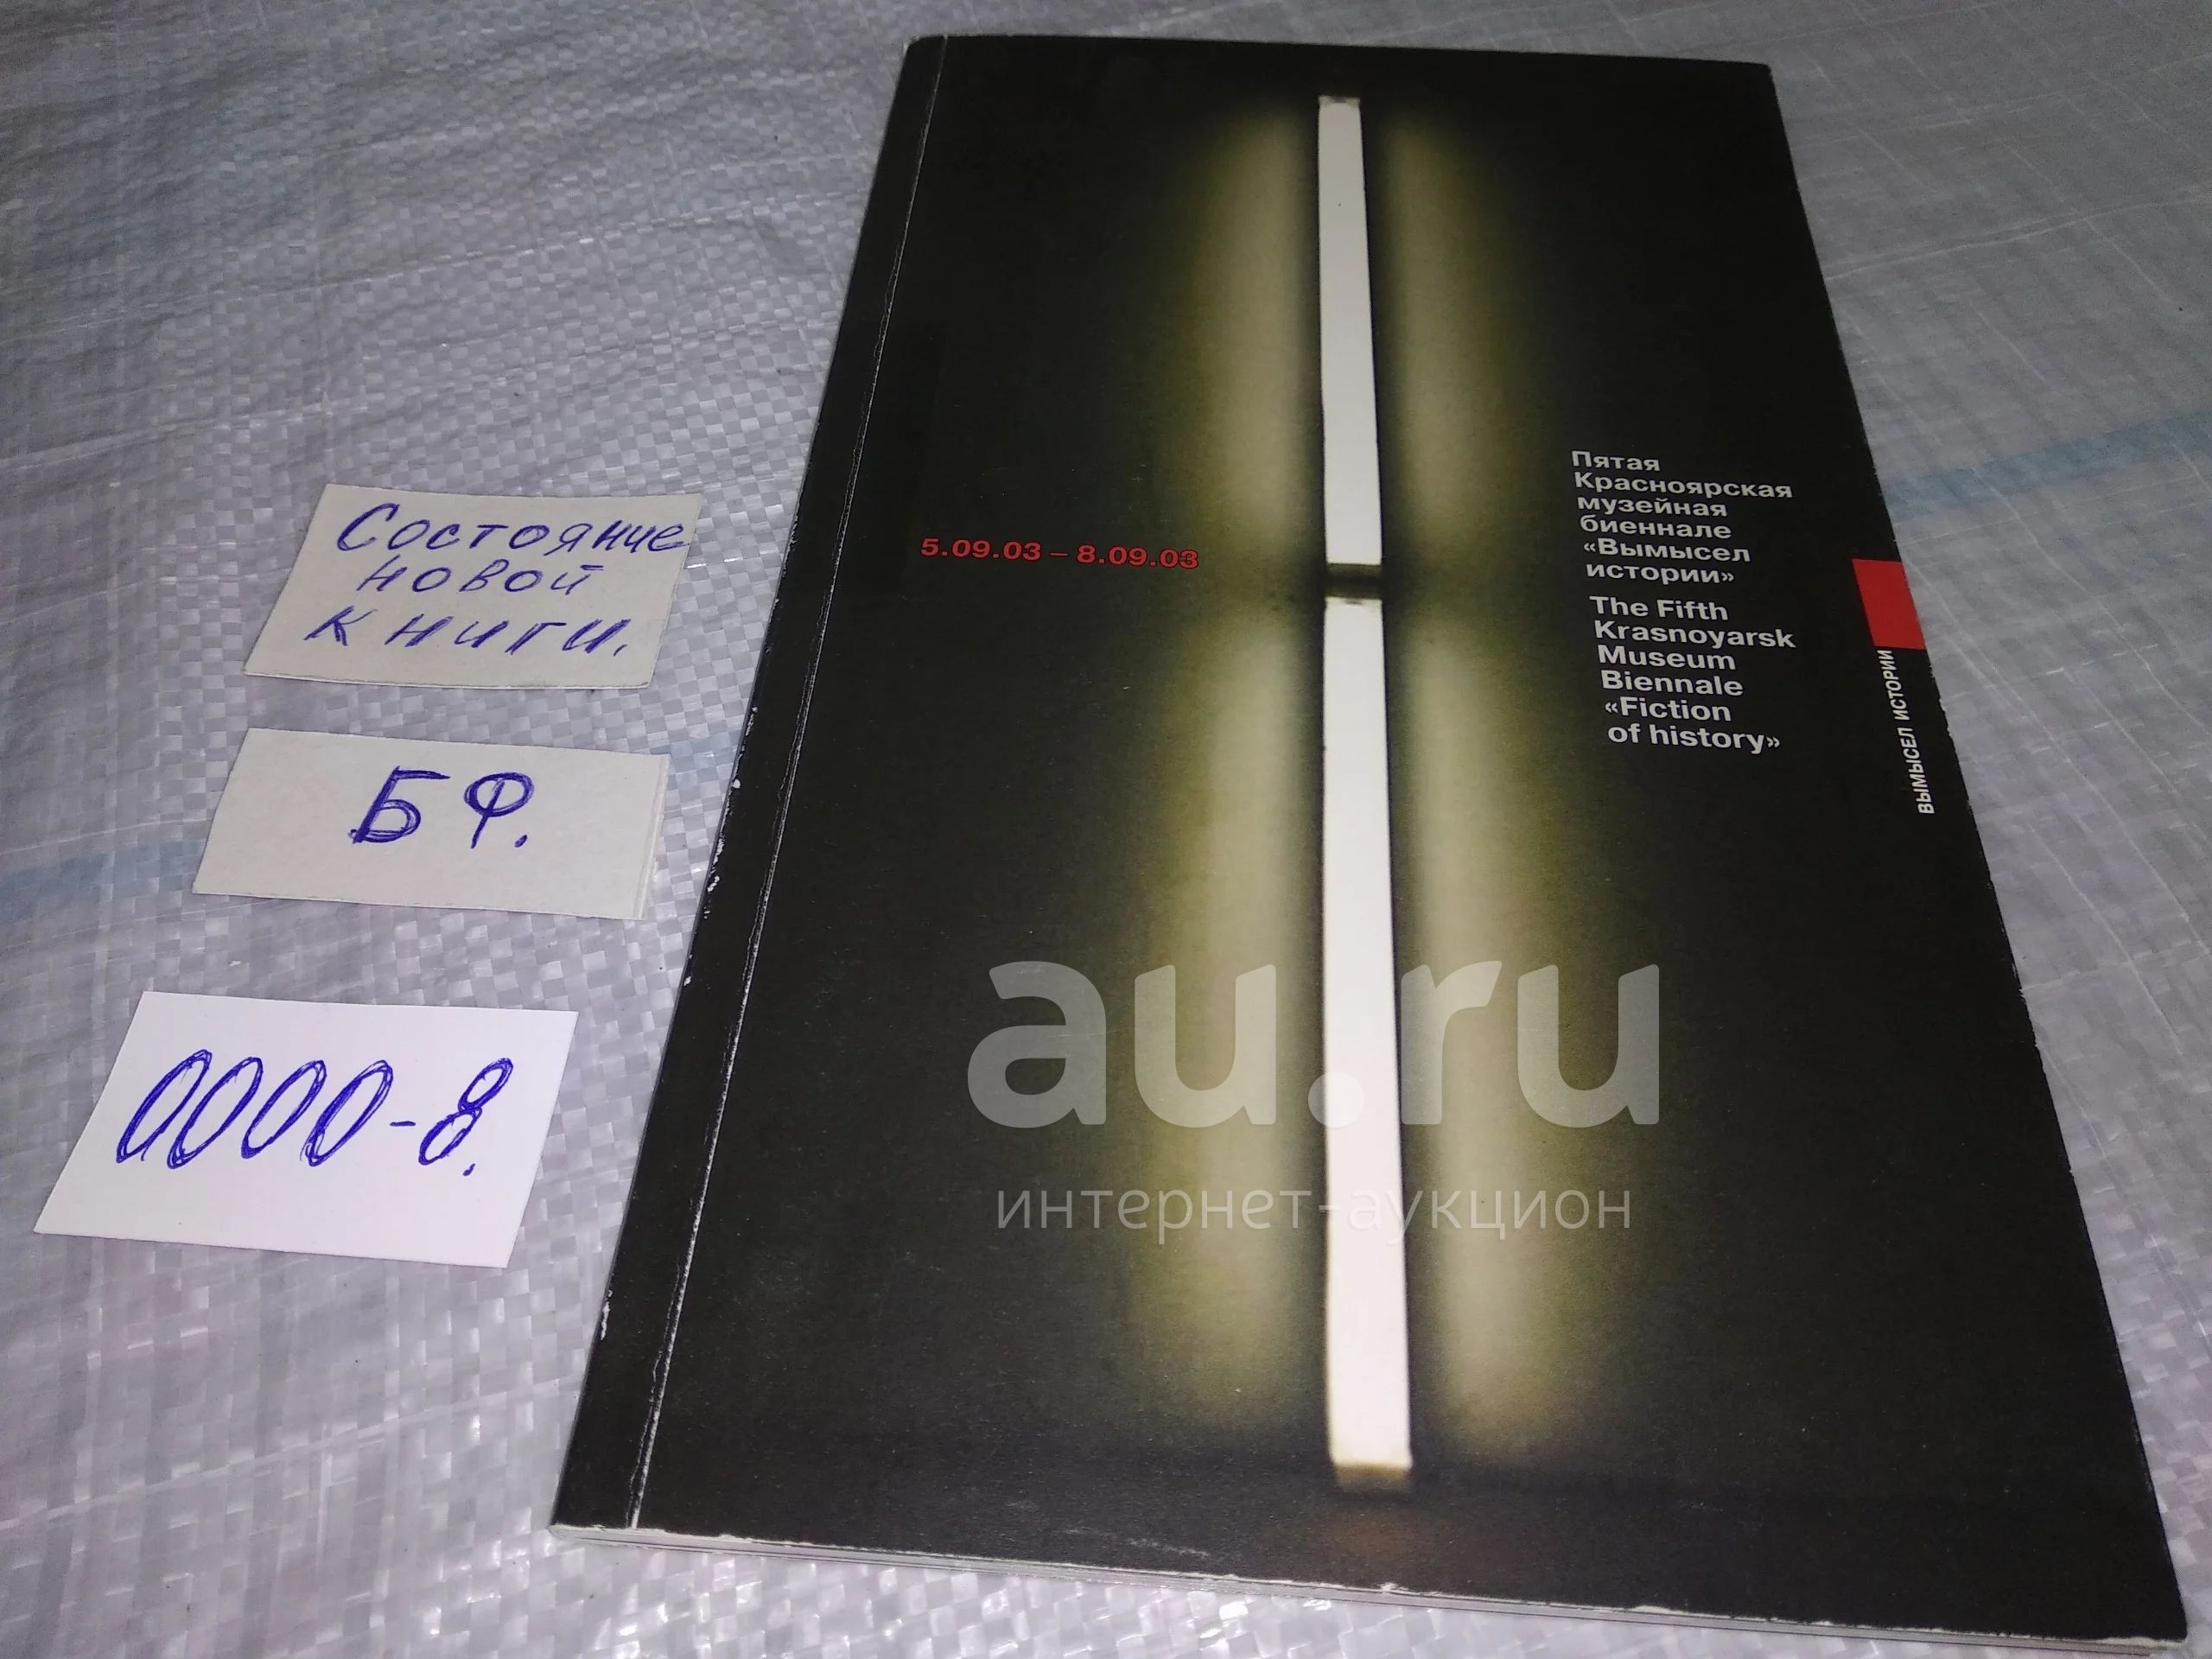 Состояние
новой
книги.
БФ.
0000-8.
5.09.03 – 8.09.03
Пятая
Красноярская
музейная
биеннале
«Вымысел
истории»
The Fifth
Krasnoyarsk
Museum
Biennale
«Fiction
of history»
ВЫМЫСЕЛ ИСТОРИИ
au.ru
интернет-аукцион